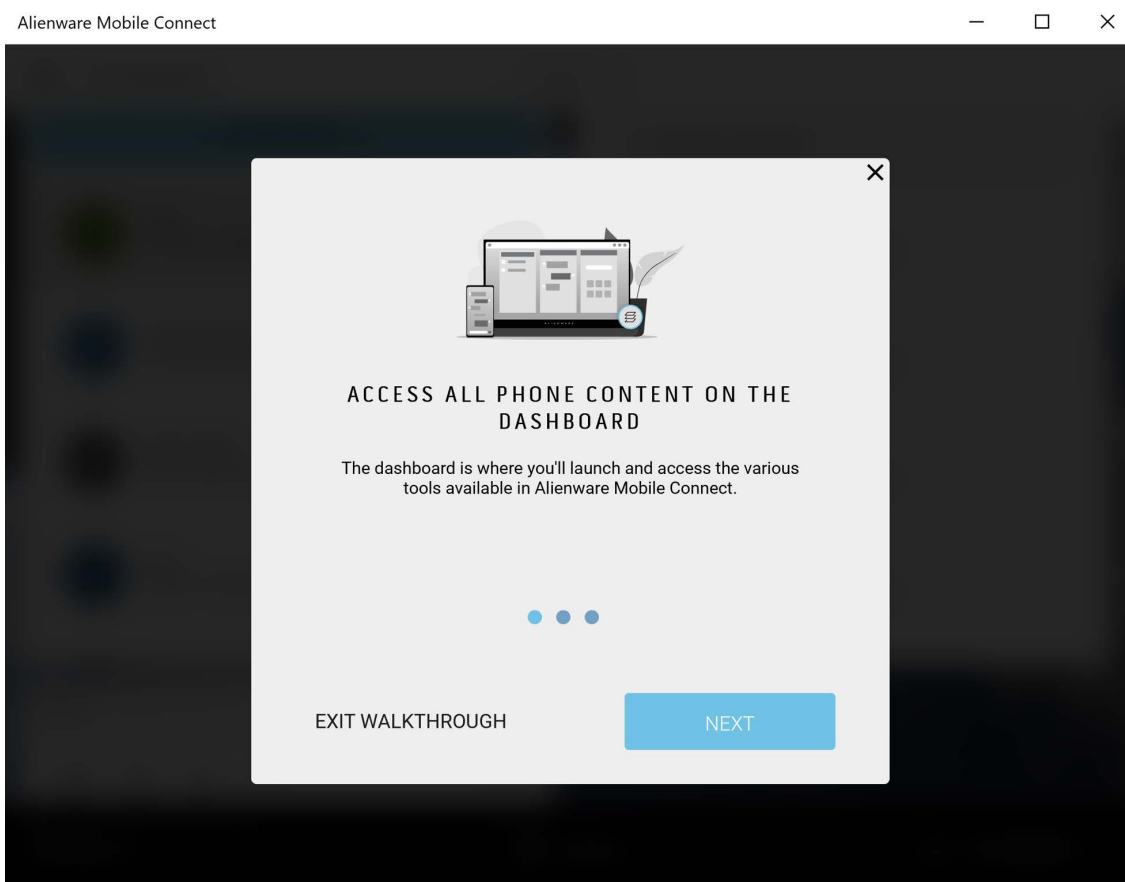 Alienware Mobile Connect
ACCESS ALL PHONE CONTENT ON THE
DASHBOARD
The dashboard is where you'll launch and access the various
tools available in Alienware Mobile Connect.
EXIT WALKTHROUGH
NEXT